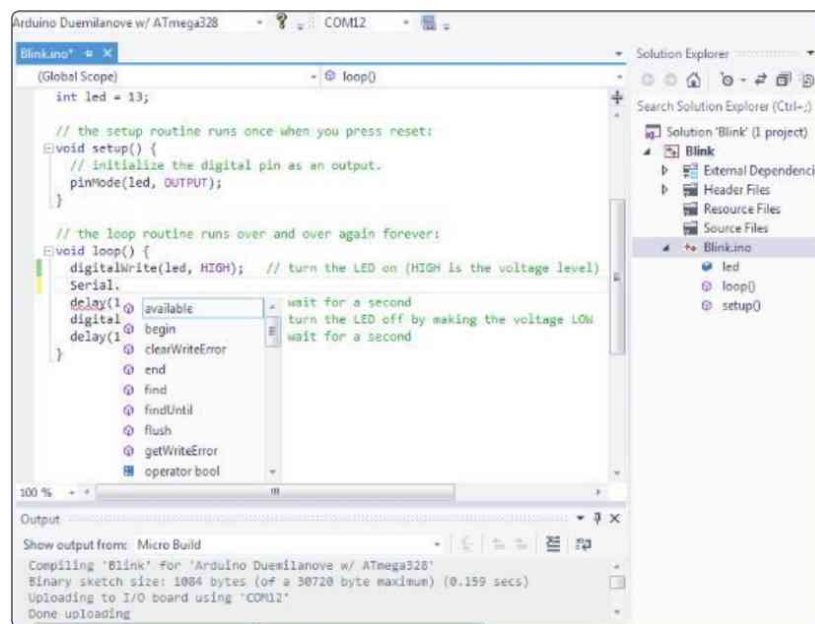 Arduino Duemilanove w/ ATmega328 COM12
Blink.ino*
(Global Scope) loop()
int led = 13;
// the setup routine runs once when you press reset:
void setup() {
// initialize the digital pin as an output.
pinMode(led, OUTPUT);
}
// the loop routine runs over and over again forever:
void loop() {
digitalWrite(led, HIGH); // turn the LED on (HIGH is the voltage level)
Serial.
delay(1 wait for a second
digital turn the LED off by making the voltage LOW
delay(1 wait for a second
}
available
begin
clearWriteError
end
find
findUntil
flush
getWriteError
operator bool
100 %
Output
Show output from: Micro Build
Compiling 'Blink' for 'Arduino Duemilanove w/ ATmega328'
Binary sketch size: 1084 bytes (of a 30720 byte maximum) (0.159 secs)
Uploading to I/O board using 'COM12'
Done uploading
Solution Explorer
Search Solution Explorer (Ctrl+;)
Solution 'Blink' (1 project)
Blink
External Dependenci
Header Files
Resource Files
Source Files
Blink.ino
led
loop()
setup()